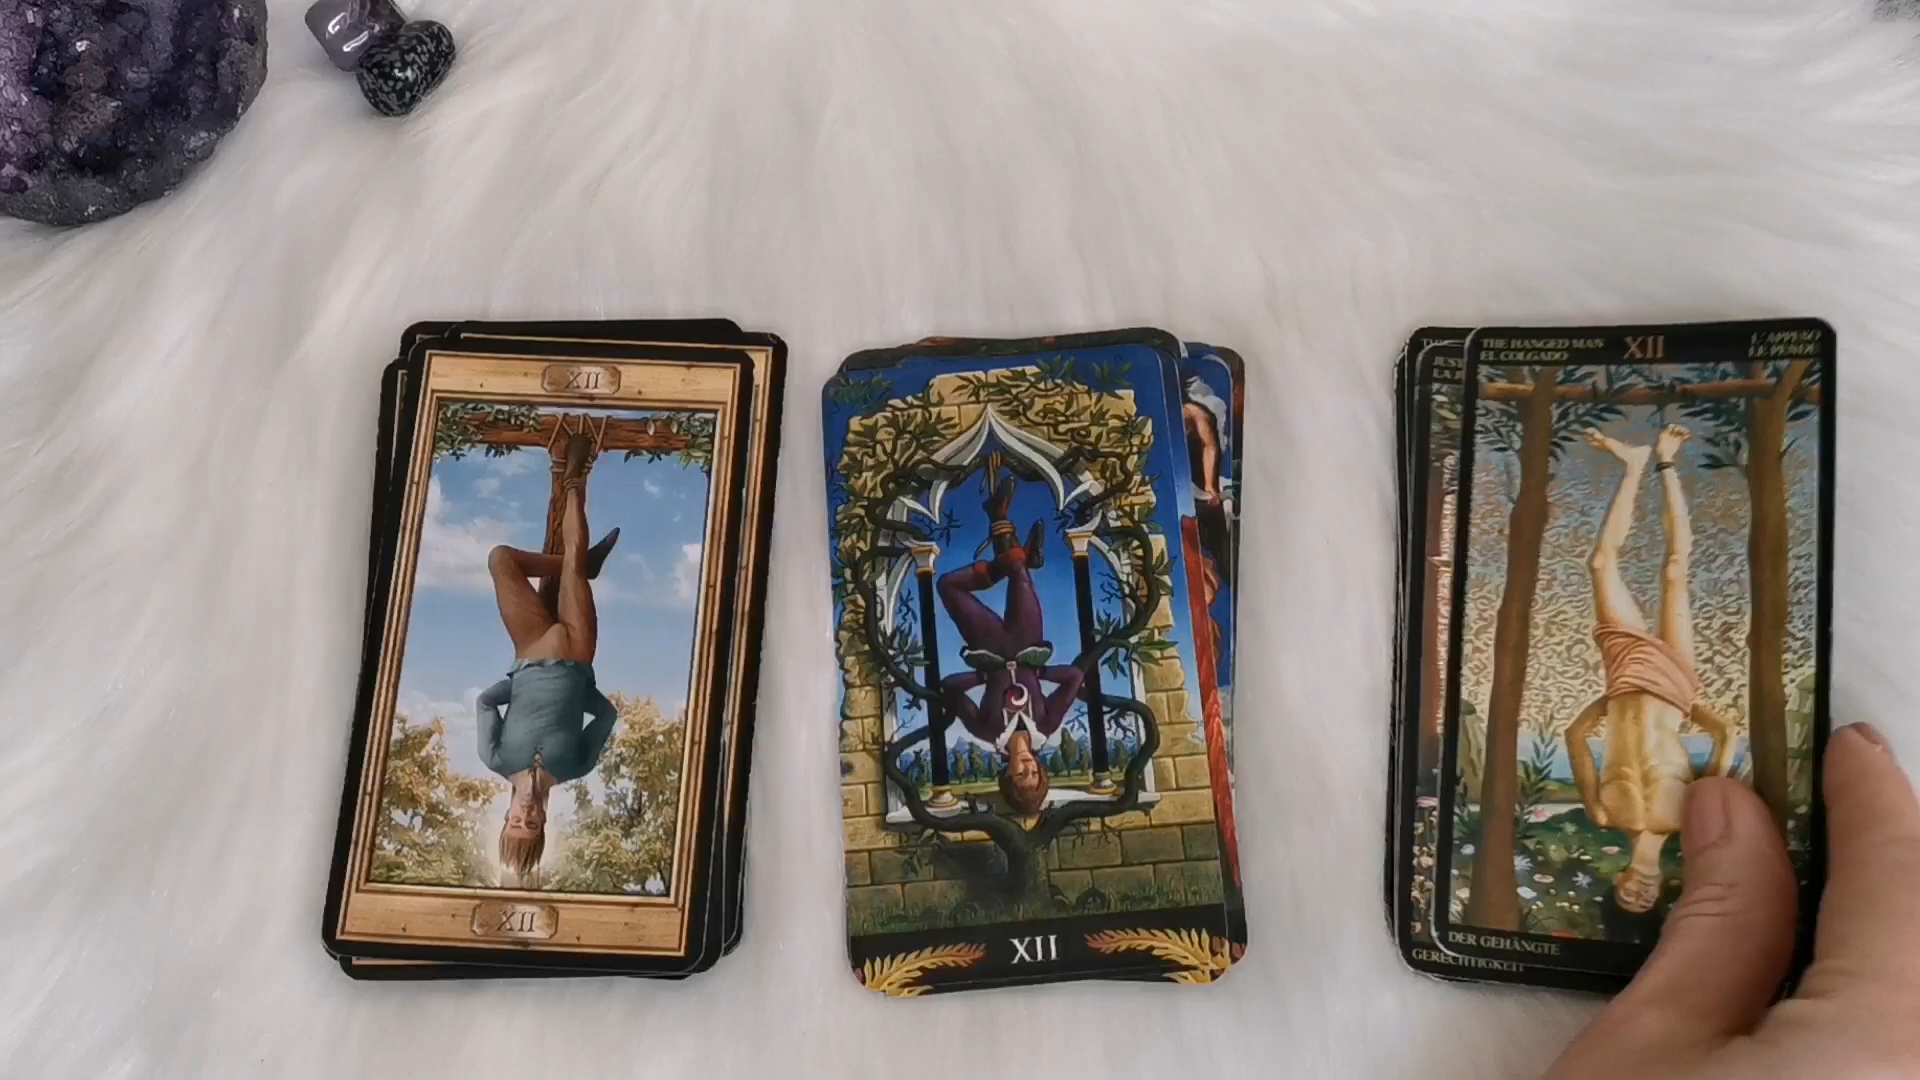 XII
XII
XII
THE HANGED MAN
EL COLGADO
XII
L'APPESO
LE PENDU
DER GEHÄNGTE
GERECHTIGKEIT